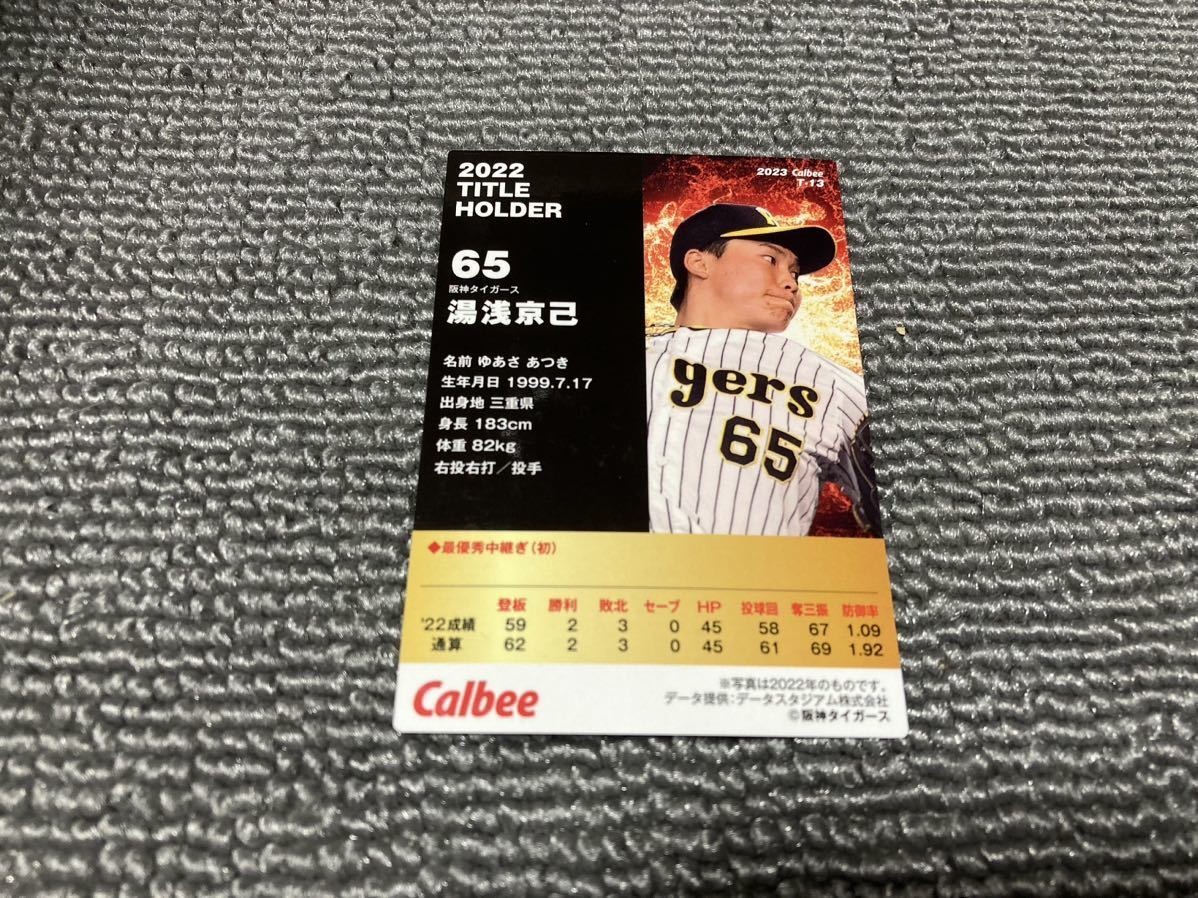 2022
TITLE
HOLDER
65
阪神タイガース
湯浅京己
名前 ゆあさ あつき
生年月日 1999.7.17
出身地 三重県
身長 183cm
体重 82kg
右投右打／投手
2023 Calbee
T-13
gers
65
◆最優秀中継ぎ(初)
登板 勝利 敗北 セーブ HP 投球回 奪三振 防御率
'22成績 59 2 3 0 45 58 67 1.09
通算 62 2 3 0 45 61 69 1.92
Calbee
※写真は2022年のものです。
データ提供:データスタジアム株式会社
©阪神タイガース